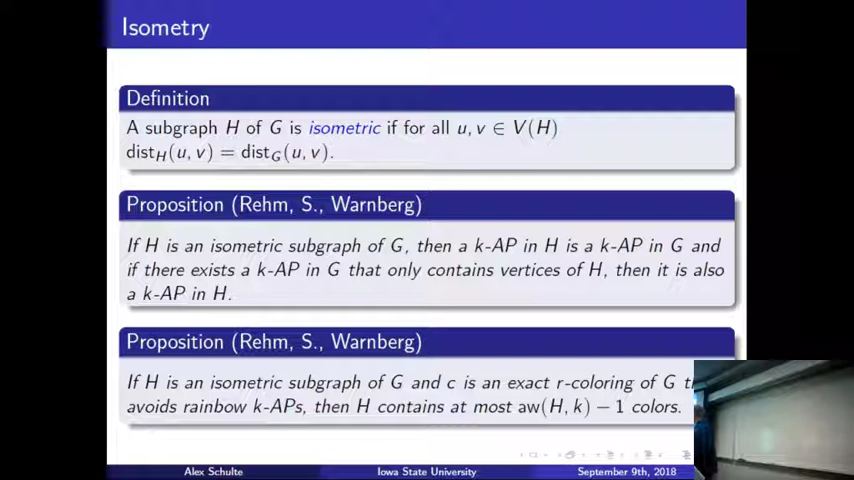 Isometry
Definition
A subgraph H of G is isometric if for all u, v ∈ V(H)
dist_H(u, v) = dist_G(u, v).
Proposition (Rehm, S., Warnberg)
If H is an isometric subgraph of G, then a k-AP in H is a k-AP in G and
if there exists a k-AP in G that only contains vertices of H, then it is also
a k-AP in H.
Proposition (Rehm, S., Warnberg)
If H is an isometric subgraph of G and c is an exact r-coloring of G
avoids rainbow k-APs, then H contains at most aw(H, k) − 1 colors.
Alex Schulte Iowa State University September 9th, 2018